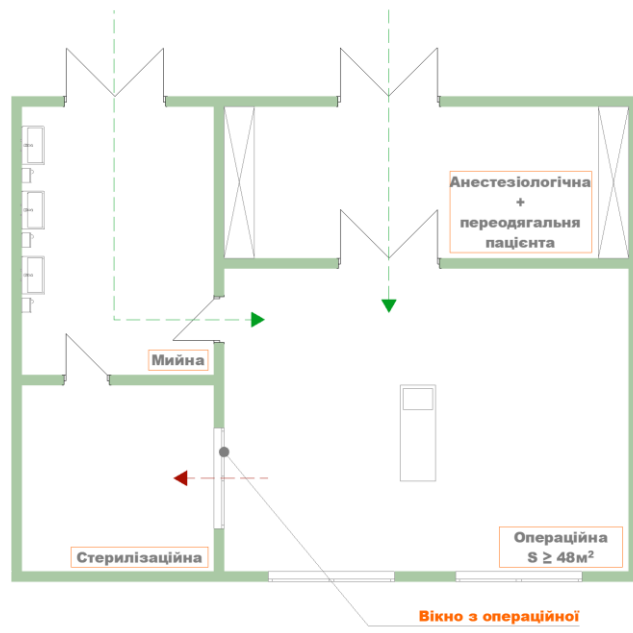 Анестезіологічна
+
переодягальня
пацієнта
Мийна
Стерилізаційна
Операційна
S ≥ 48м²
Вікно з операційної